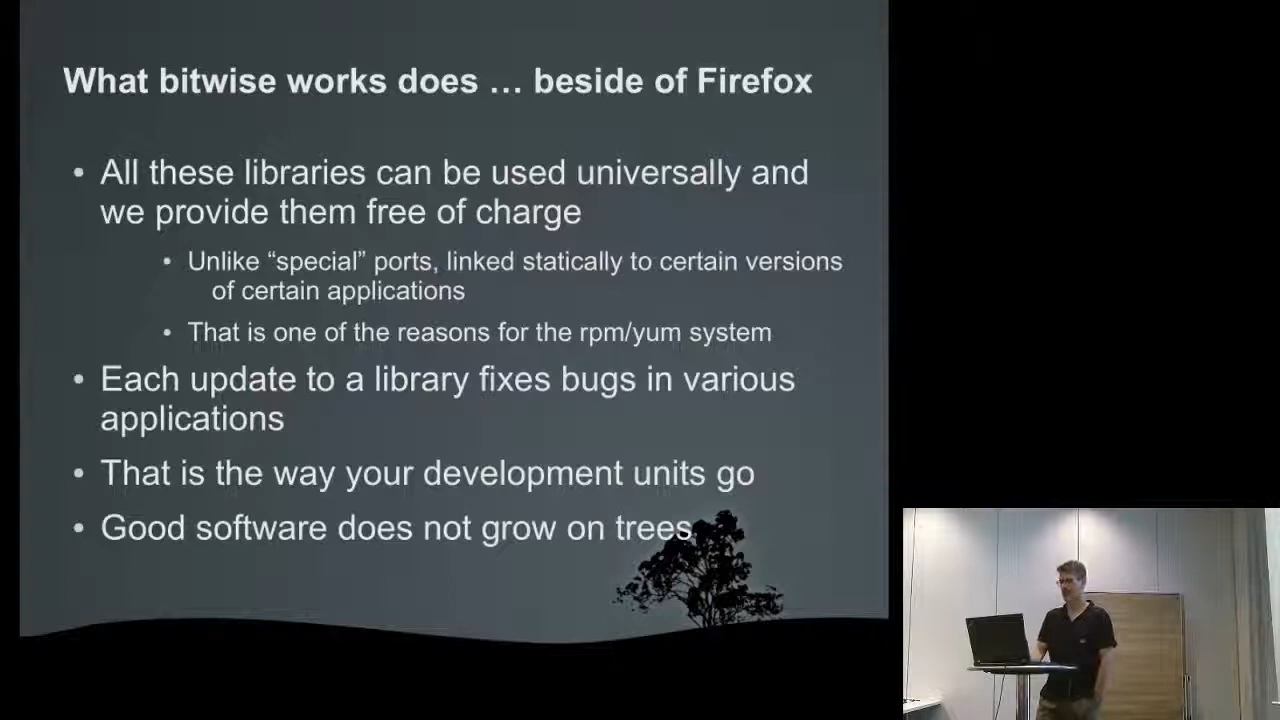 What bitwise works does … beside of Firefox
• All these libraries can be used universally and
we provide them free of charge
• Unlike “special” ports, linked statically to certain versions
of certain applications
• That is one of the reasons for the rpm/yum system
• Each update to a library fixes bugs in various
applications
• That is the way your development units go
• Good software does not grow on trees